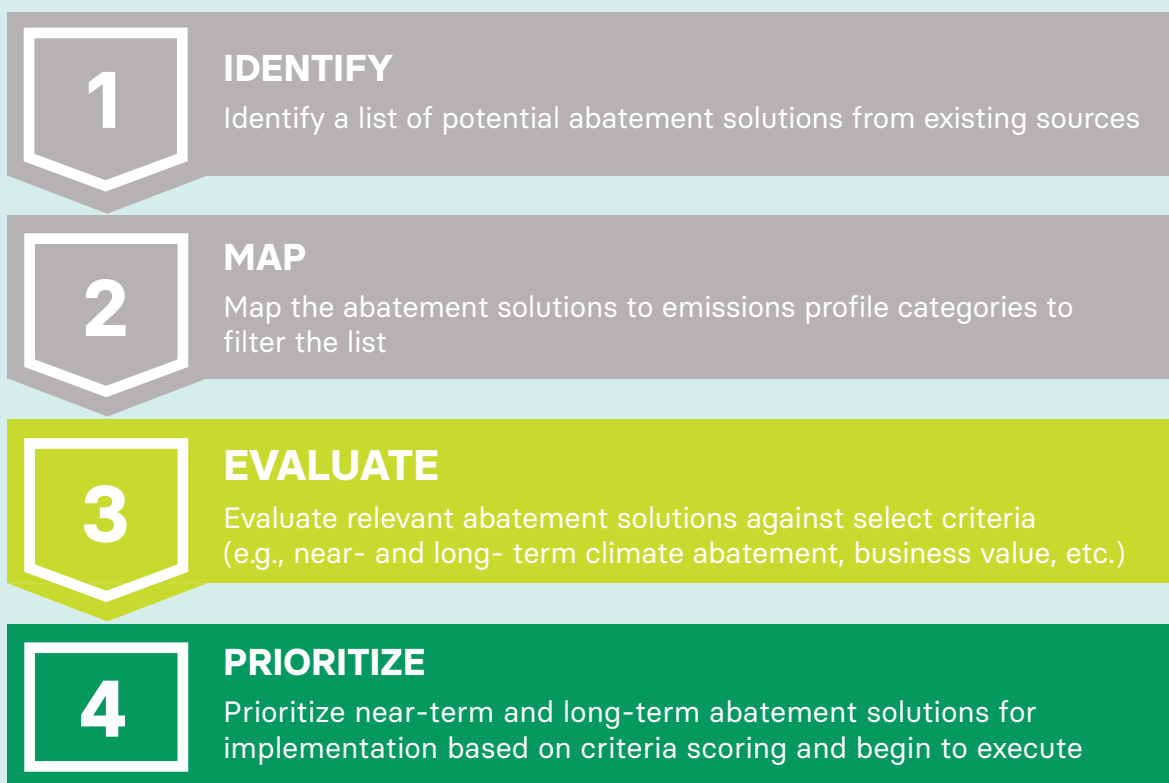 1
IDENTIFY
Identify a list of potential abatement solutions from existing sources
2
MAP
Map the abatement solutions to emissions profile categories to
filter the list
3
EVALUATE
Evaluate relevant abatement solutions against select criteria
(e.g., near- and long- term climate abatement, business value, etc.)
4
PRIORITIZE
Prioritize near-term and long-term abatement solutions for
implementation based on criteria scoring and begin to execute